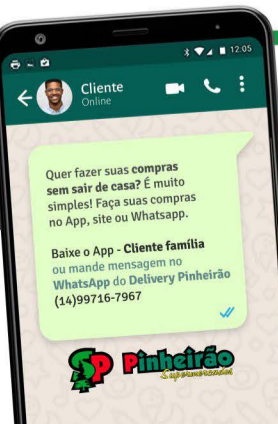 12:05
Cliente
Online
Quer fazer suas compras
sem sair de casa? É muito
simples! Faça suas compras
no App, site ou Whatsapp.
Baixe o App - Cliente família
ou mande mensagem no
WhatsApp do Delivery Pinheirão
(14)99716-7967
SP Pinheirão
Supermercados